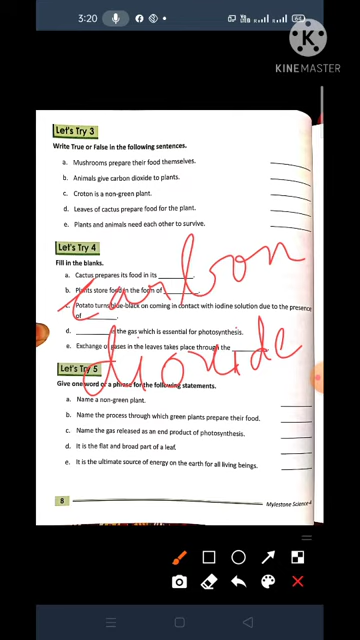 3:20
K
KINEMASTER
Let's Try 3
Write True or False in the following sentences.
a. Mushrooms prepare their food themselves.
b. Animals give carbon dioxide to plants.
c. Croton is a non-green plant.
d. Leaves of cactus prepare food for the plant.
e. Plants and animals need each other to survive.
Let's Try 4
Fill in the blanks.
a. Cactus prepares its food in its
b. Plants store food in the form of
c. Potato turns blue-black on coming in contact with iodine solution due to the presence
of
d. is the gas which is essential for photosynthesis.
e. Exchange of gases in the leaves takes place through the
carbon
dioxide
Let's Try 5
Give one word or a phrase for the following statements.
a. Name a non-green plant.
b. Name the process through which green plants prepare their food.
c. Name the gas released as an end product of photosynthesis.
d. It is the flat and broad part of a leaf.
e. It is the ultimate source of energy on the earth for all living beings.
8
Mylestone Science-4